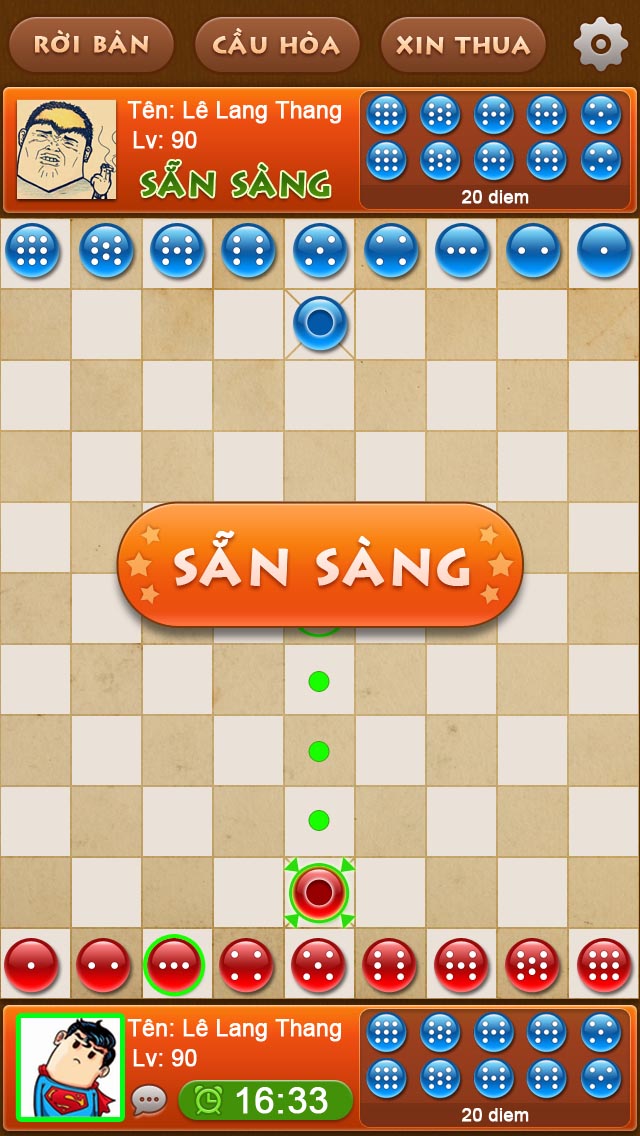 RỜI BÀN
CẦU HÒA
XIN THUA
Tên: Lê Lang Thang
Lv: 90
SẴN SÀNG
20 diem
SẴN SÀNG
Tên: Lê Lang Thang
Lv: 90
16:33
20 diem